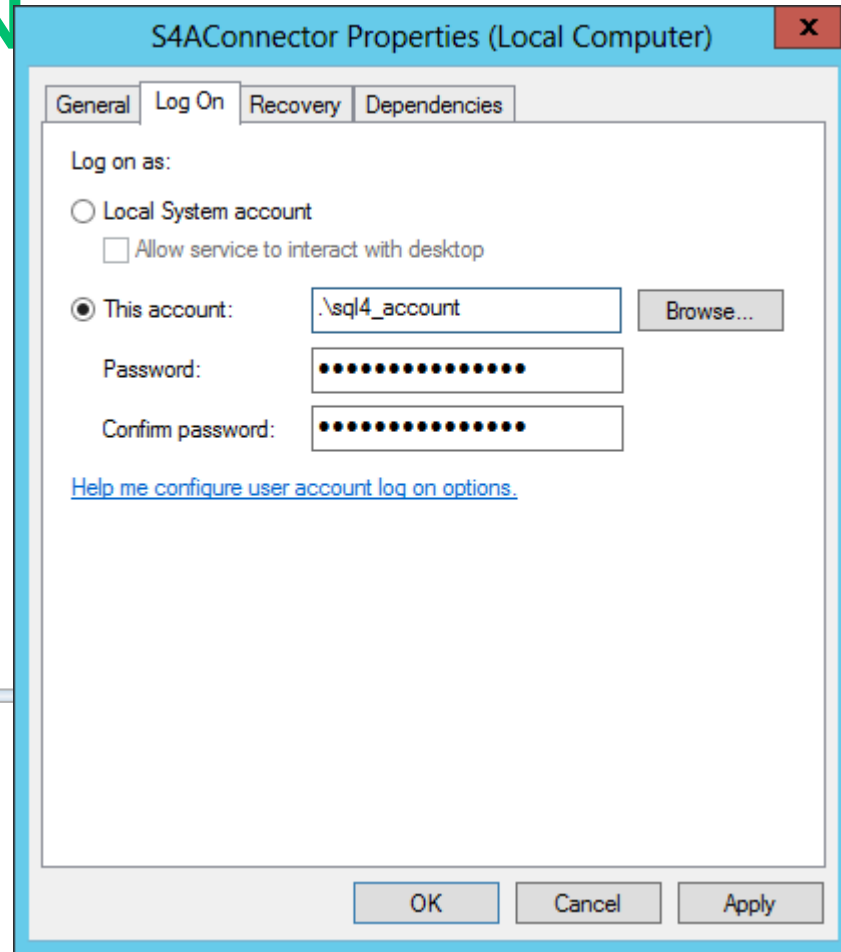 N
S4AConnector Properties (Local Computer)
x
General Log On Recovery Dependencies
Log on as:
Local System account
Allow service to interact with desktop
This account: .\sql4_account Browse...
Password: •••••••••••••••
Confirm password: •••••••••••••••
Help me configure user account log on options.
OK Cancel Apply